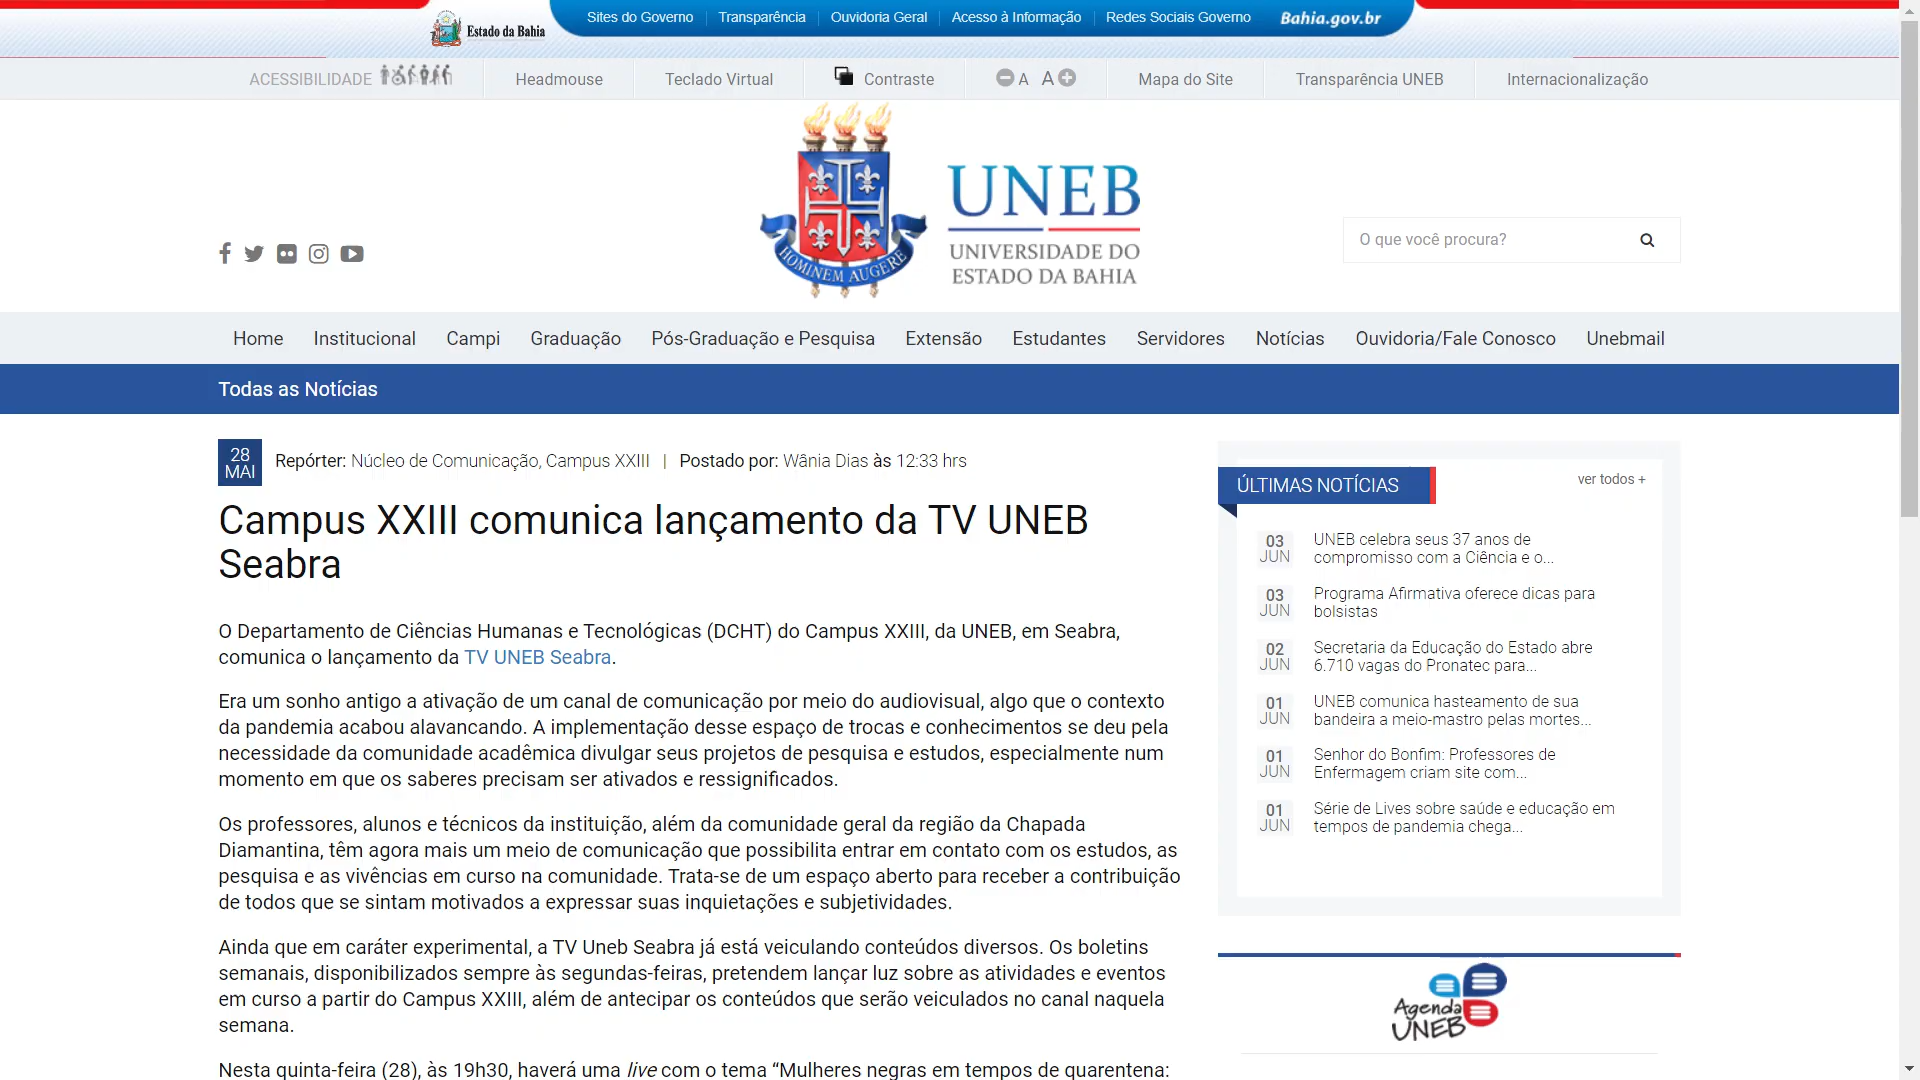 Estado da Bahia
Sites do Governo
Transparência
Ouvidoria Geral
Acesso à Informação
Redes Sociais Governo
Bahia.gov.br
ACESSIBILIDADE
Headmouse
Teclado Virtual
Contraste
A A
Mapa do Site
Transparência UNEB
Internacionalização
HOMINEM AUGERE
UNEB
UNIVERSIDADE DO
ESTADO DA BAHIA
O que você procura?
Home Institucional Campi Graduação Pós-Graduação e Pesquisa Extensão Estudantes Servidores Notícias Ouvidoria/Fale Conosco Unebmail
Todas as Notícias
28
MAI
Repórter: Núcleo de Comunicação, Campus XXIII | Postado por: Wânia Dias às 12:33 hrs
Campus XXIII comunica lançamento da TV UNEB
Seabra
O Departamento de Ciências Humanas e Tecnológicas (DCHT) do Campus XXIII, da UNEB, em Seabra,
comunica o lançamento da TV UNEB Seabra.
Era um sonho antigo a ativação de um canal de comunicação por meio do audiovisual, algo que o contexto
da pandemia acabou alavancando. A implementação desse espaço de trocas e conhecimentos se deu pela
necessidade da comunidade acadêmica divulgar seus projetos de pesquisa e estudos, especialmente num
momento em que os saberes precisam ser ativados e ressignificados.
Os professores, alunos e técnicos da instituição, além da comunidade geral da região da Chapada
Diamantina, têm agora mais um meio de comunicação que possibilita entrar em contato com os estudos, as
pesquisa e as vivências em curso na comunidade. Trata-se de um espaço aberto para receber a contribuição
de todos que se sintam motivados a expressar suas inquietações e subjetividades.
Ainda que em caráter experimental, a TV Uneb Seabra já está veiculando conteúdos diversos. Os boletins
semanais, disponibilizados sempre às segundas-feiras, pretendem lançar luz sobre as atividades e eventos
em curso a partir do Campus XXIII, além de antecipar os conteúdos que serão veiculados no canal naquela
semana.
Nesta quinta-feira (28), às 19h30, haverá uma live com o tema “Mulheres negras em tempos de quarentena:
ÚLTIMAS NOTÍCIAS
ver todos +
03
JUN
UNEB celebra seus 37 anos de
compromisso com a Ciência e o...
03
JUN
Programa Afirmativa oferece dicas para
bolsistas
02
JUN
Secretaria da Educação do Estado abre
6.710 vagas do Pronatec para...
01
JUN
UNEB comunica hasteamento de sua
bandeira a meio-mastro pelas mortes...
01
JUN
Senhor do Bonfim: Professores de
Enfermagem criam site com...
01
JUN
Série de Lives sobre saúde e educação em
tempos de pandemia chega...
Agenda
UNEB